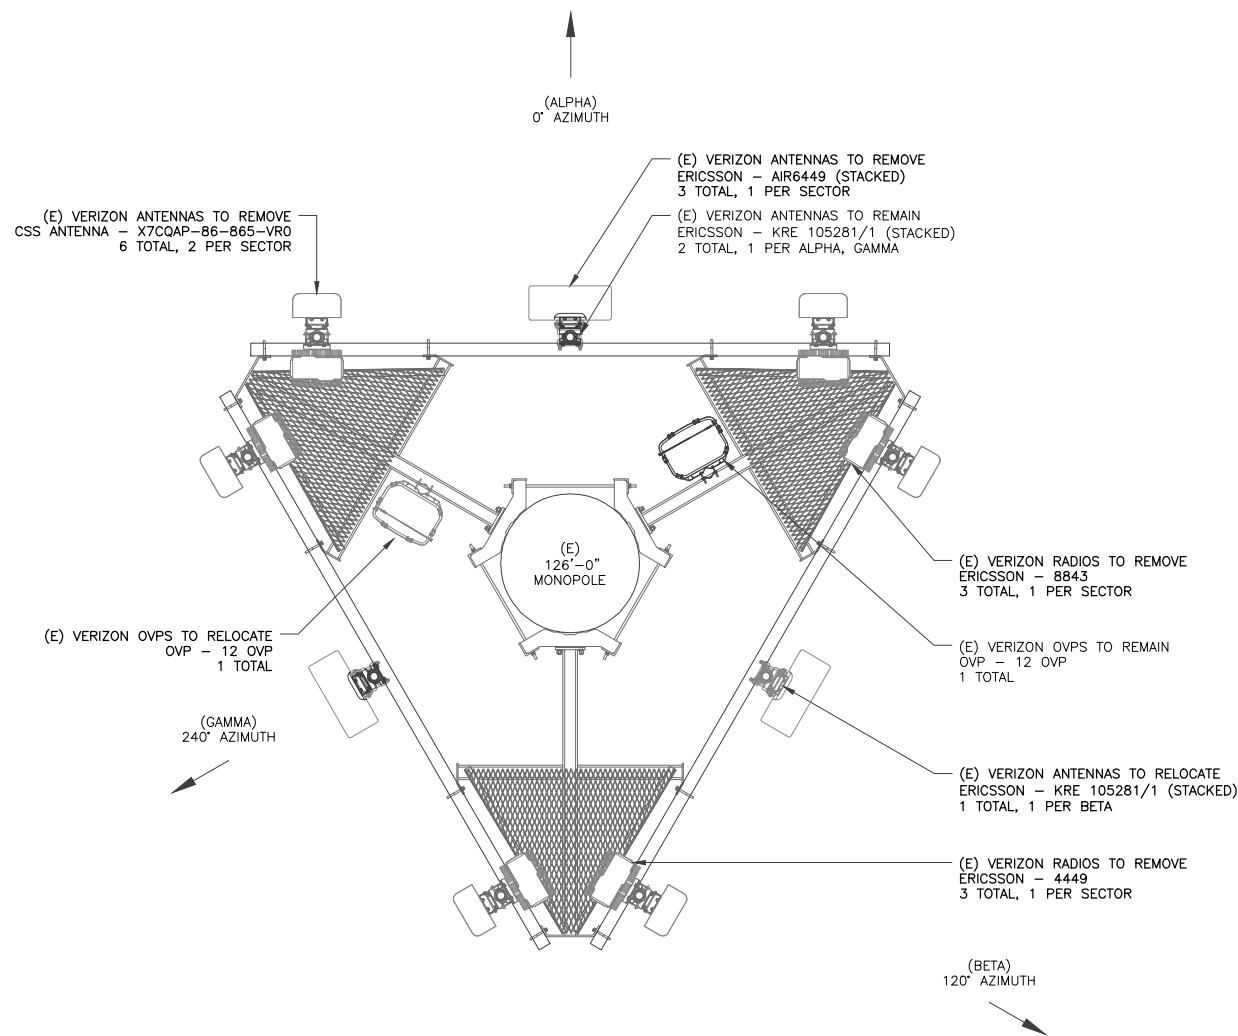 (ALPHA)
0° AZIMUTH
(E) VERIZON ANTENNAS TO REMOVE
ERICSSON – AIR6449 (STACKED)
3 TOTAL, 1 PER SECTOR
(E) VERIZON ANTENNAS TO REMAIN
ERICSSON – KRE 105281/1 (STACKED)
2 TOTAL, 1 PER ALPHA, GAMMA
(E) VERIZON ANTENNAS TO REMOVE
CSS ANTENNA – X7CQAP-86-865-VR0
6 TOTAL, 2 PER SECTOR
(E)
126'-0"
MONOPOLE
(E) VERIZON RADIOS TO REMOVE
ERICSSON – 8843
3 TOTAL, 1 PER SECTOR
(E) VERIZON OVPS TO RELOCATE
OVP – 12 OVP
1 TOTAL
(E) VERIZON OVPS TO REMAIN
OVP – 12 OVP
1 TOTAL
(GAMMA)
240° AZIMUTH
(E) VERIZON ANTENNAS TO RELOCATE
ERICSSON – KRE 105281/1 (STACKED)
1 TOTAL, 1 PER BETA
(E) VERIZON RADIOS TO REMOVE
ERICSSON – 4449
3 TOTAL, 1 PER SECTOR
(BETA)
120° AZIMUTH